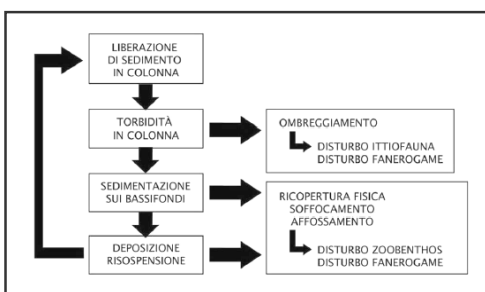 LIBERAZIONE
DI SEDIMENTO
IN COLONNA
TORBIDITÀ
IN COLONNA
OMBREGGIAMENTO
DISTURBO ITTIOFAUNA
DISTURBO FANEROGAME
SEDIMENTAZIONE
SUI BASSIFONDI
RICOPERTURA FISICA
SOFFOCAMENTO
AFFOSSAMENTO
DISTURBO ZOOBENTHOS
DISTURBO FANEROGAME
DEPOSIZIONE
RISOSPENSIONE